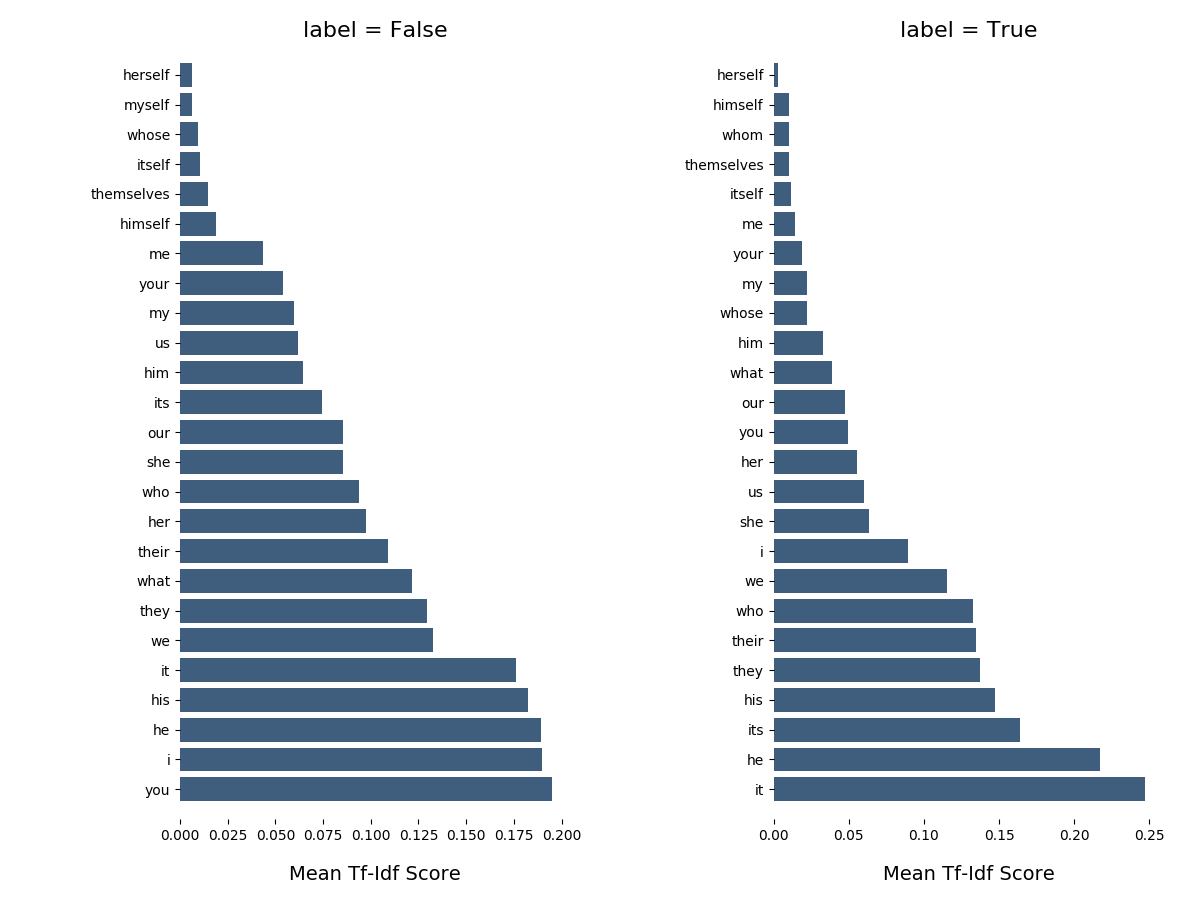 label = False
herself
myself
whose
itself
themselves
himself
me
your
my
us
him
its
our
she
who
her
their
what
they
we
it
his
he
i
you
0.000 0.025 0.050 0.075 0.100 0.125 0.150 0.175 0.200
Mean Tf-Idf Score
label = True
herself
himself
whom
themselves
itself
me
your
my
whose
him
what
our
you
her
us
she
i
we
who
their
they
his
its
he
it
0.00 0.05 0.10 0.15 0.20 0.25
Mean Tf-Idf Score